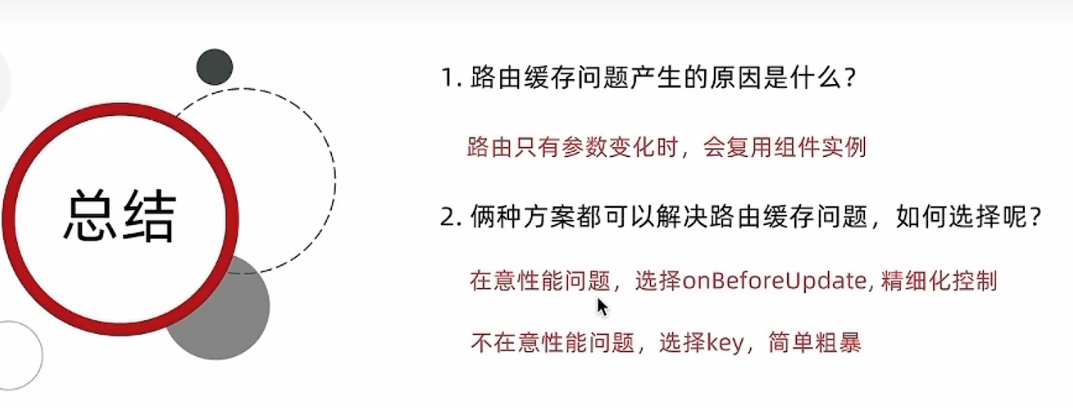 总结
1. 路由缓存问题产生的原因是什么？
路由只有参数变化时，会复用组件实例
2. 俩种方案都可以解决路由缓存问题，如何选择呢？
在意性能问题，选择onBeforeUpdate, 精细化控制
不在意性能问题，选择key，简单粗暴